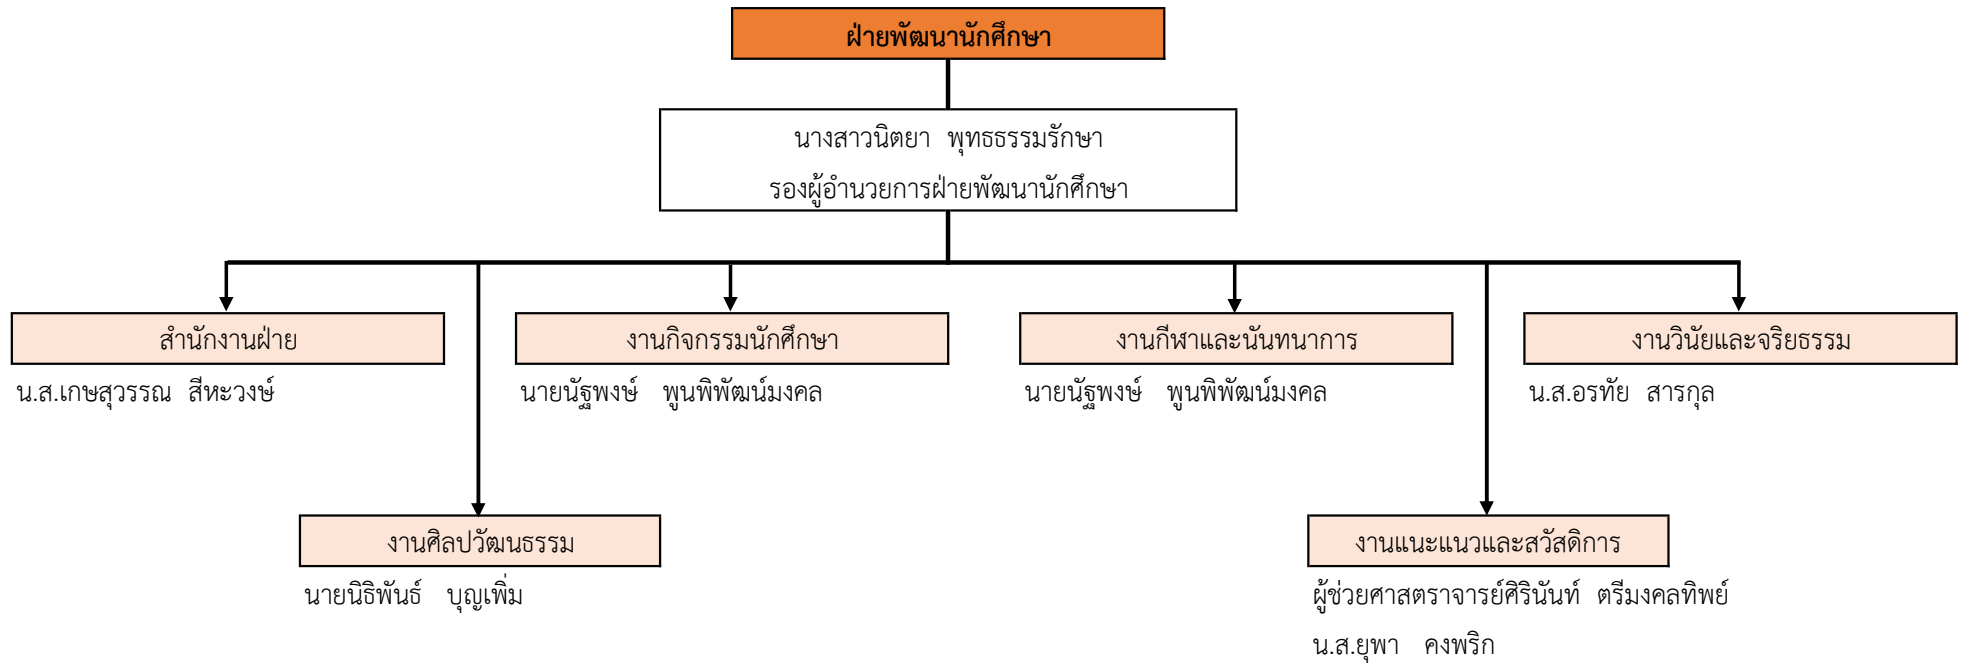 ฝ่ายพัฒนานักศึกษา
นางสาวนิตยา พุทธธรรมรักษา
รองผู้อำนวยการฝ่ายพัฒนานักศึกษา
สำนักงานฝ่าย
น.ส.เกษสุวรรณ สีหะวงษ์
งานกิจกรรมนักศึกษา
นายนัฐพงษ์ พูนพิพัฒน์มงคล
งานกีฬาและนันทนาการ
นายนัฐพงษ์ พูนพิพัฒน์มงคล
งานวินัยและจริยธรรม
น.ส.อรทัย สารกุล
งานศิลปวัฒนธรรม
นายนิธิพันธ์ บุญเพิ่ม
งานแนะแนวและสวัสดิการ
ผู้ช่วยศาสตราจารย์ศิรินันท์ ตรีมงคลทิพย์
น.ส.ยุพา คงพริก